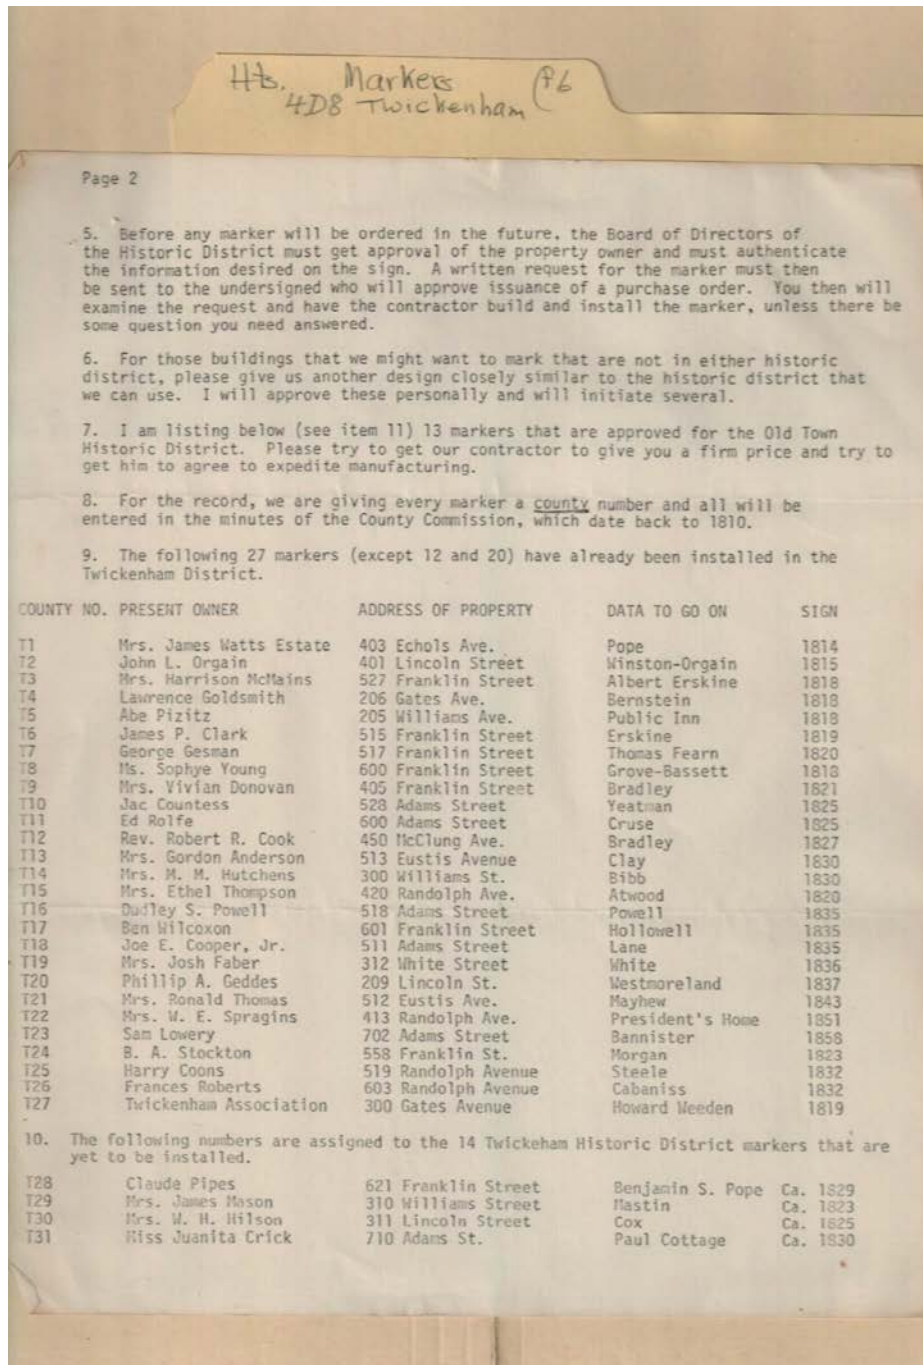 Hts. Markers (P6
4D8 Twickenham
Page 2
5. Before any marker will be ordered in the future, the Board of Directors of
the Historic District must get approval of the property owner and must authenticate
the information desired on the sign. A written request for the marker must then
be sent to the undersigned who will approve issuance of a purchase order. You then will
examine the request and have the contractor build and install the marker, unless there be
some question you need answered.
6. For those buildings that we might want to mark that are not in either historic
district, please give us another design closely similar to the historic district that
we can use. I will approve these personally and will initiate several.
7. I am listing below (see item 11) 13 markers that are approved for the Old Town
Historic District. Please try to get our contractor to give you a firm price and try to
get him to agree to expedite manufacturing.
8. For the record, we are giving every marker a county number and all will be
entered in the minutes of the County Commission, which date back to 1810.
9. The following 27 markers (except 12 and 20) have already been installed in the
Twickenham District.
COUNTY NO. PRESENT OWNER ADDRESS OF PROPERTY DATA TO GO ON SIGN
T1 Mrs. James Watts Estate 403 Echols Ave. Pope 1814
T2 John L. Orgain 401 Lincoln Street Winston-Orgain 1815
T3 Mrs. Harrison McMains 527 Franklin Street Albert Erskine 1818
T4 Lawrence Goldsmith 206 Gates Ave. Bernstein 1818
T5 Abe Pizitz 205 Williams Ave. Public Inn 1818
T6 James P. Clark 515 Franklin Street Erskine 1819
T7 George Gesman 517 Franklin Street Thomas Fearn 1820
T8 Ms. Sophye Young 600 Franklin Street Grove-Bassett 1818
T9 Mrs. Vivian Donovan 405 Franklin Street Bradley 1821
T10 Jac Countess 528 Adams Street Yeatman 1825
T11 Ed Rolfe 600 Adams Street Cruse 1825
T12 Rev. Robert R. Cook 450 McClung Ave. Bradley 1827
T13 Mrs. Gordon Anderson 513 Eustis Avenue Clay 1830
T14 Mrs. M. M. Hutchens 300 Williams St. Bibb 1830
T15 Mrs. Ethel Thompson 420 Randolph Ave. Atwood 1820
T16 Dudley S. Powell 518 Adams Street Powell 1835
T17 Ben Wilcoxon 601 Franklin Street Hollowell 1835
T18 Joe E. Cooper, Jr. 511 Adams Street Lane 1835
T19 Mrs. Josh Faber 312 White Street White 1836
T20 Phillip A. Geddes 209 Lincoln St. Westmoreland 1837
T21 Mrs. Ronald Thomas 512 Eustis Ave. Mayhew 1843
T22 Mrs. W. E. Spragins 413 Randolph Ave. President's Home 1851
T23 Sam Lowery 702 Adams Street Bannister 1858
T24 B. A. Stockton 558 Franklin St. Morgan 1823
T25 Harry Coons 519 Randolph Avenue Steele 1832
T26 Frances Roberts 603 Randolph Avenue Cabaniss 1832
T27 Twickenham Association 300 Gates Avenue Howard Weeden 1819
10. The following numbers are assigned to the 14 Twickeham Historic District markers that are
yet to be installed.
T28 Claude Pipes 621 Franklin Street Benjamin S. Pope Ca. 1829
T29 Mrs. James Mason 310 Williams Street Mastin Ca. 1823
T30 Mrs. W. H. Wilson 311 Lincoln Street Cox Ca. 1825
T31 Miss Juanita Crick 710 Adams St. Paul Cottage Ca. 1830